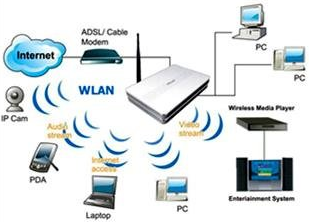 ADSL/ Cable
Modem
Internet
PC
WLAN
PC
IP Cam
Wireless Media Player
Audio
stream
Video
stream
Internet
access
PDA
Laptop
PC
Enterlainment System